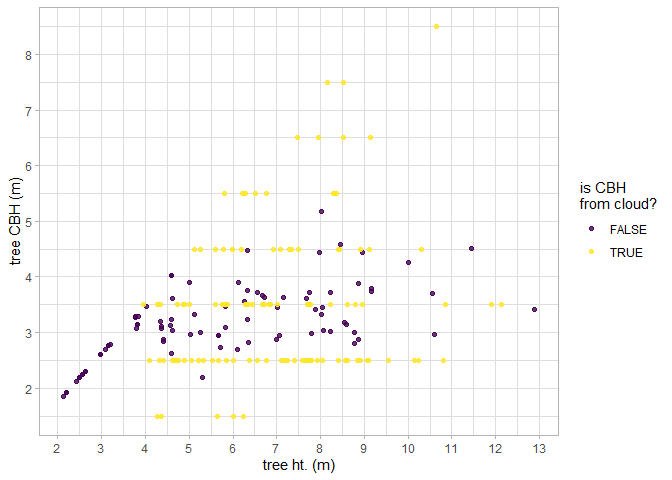 8
7
6
5
4
3
2
tree CBH (m)
2 3 4 5 6 7 8 9 10 11 12 13
tree ht. (m)
is CBH
from cloud?
FALSE
TRUE